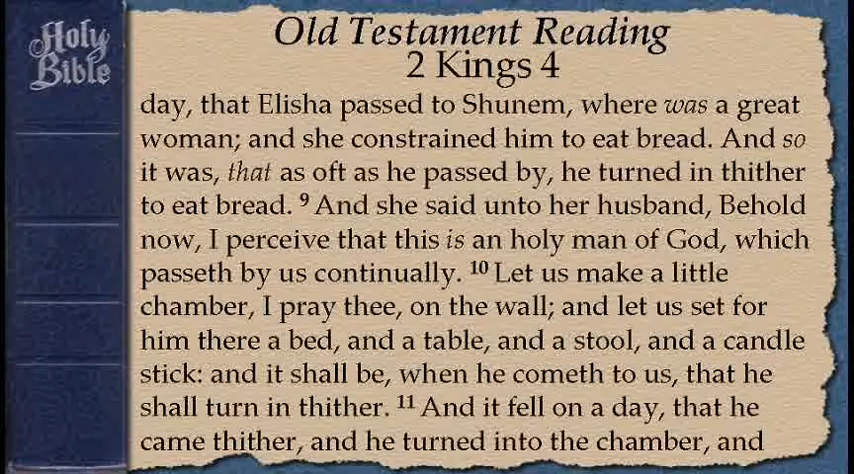 Holy
Bible
Old Testament Reading
2 Kings 4
day, that Elisha passed to Shunem, where was a great
woman; and she constrained him to eat bread. And so
it was, that as oft as he passed by, he turned in thither
to eat bread. ⁹ And she said unto her husband, Behold
now, I perceive that this is an holy man of God, which
passeth by us continually. ¹⁰ Let us make a little
chamber, I pray thee, on the wall; and let us set for
him there a bed, and a table, and a stool, and a candle
stick: and it shall be, when he cometh to us, that he
shall turn in thither. ¹¹ And it fell on a day, that he
came thither, and he turned into the chamber, and